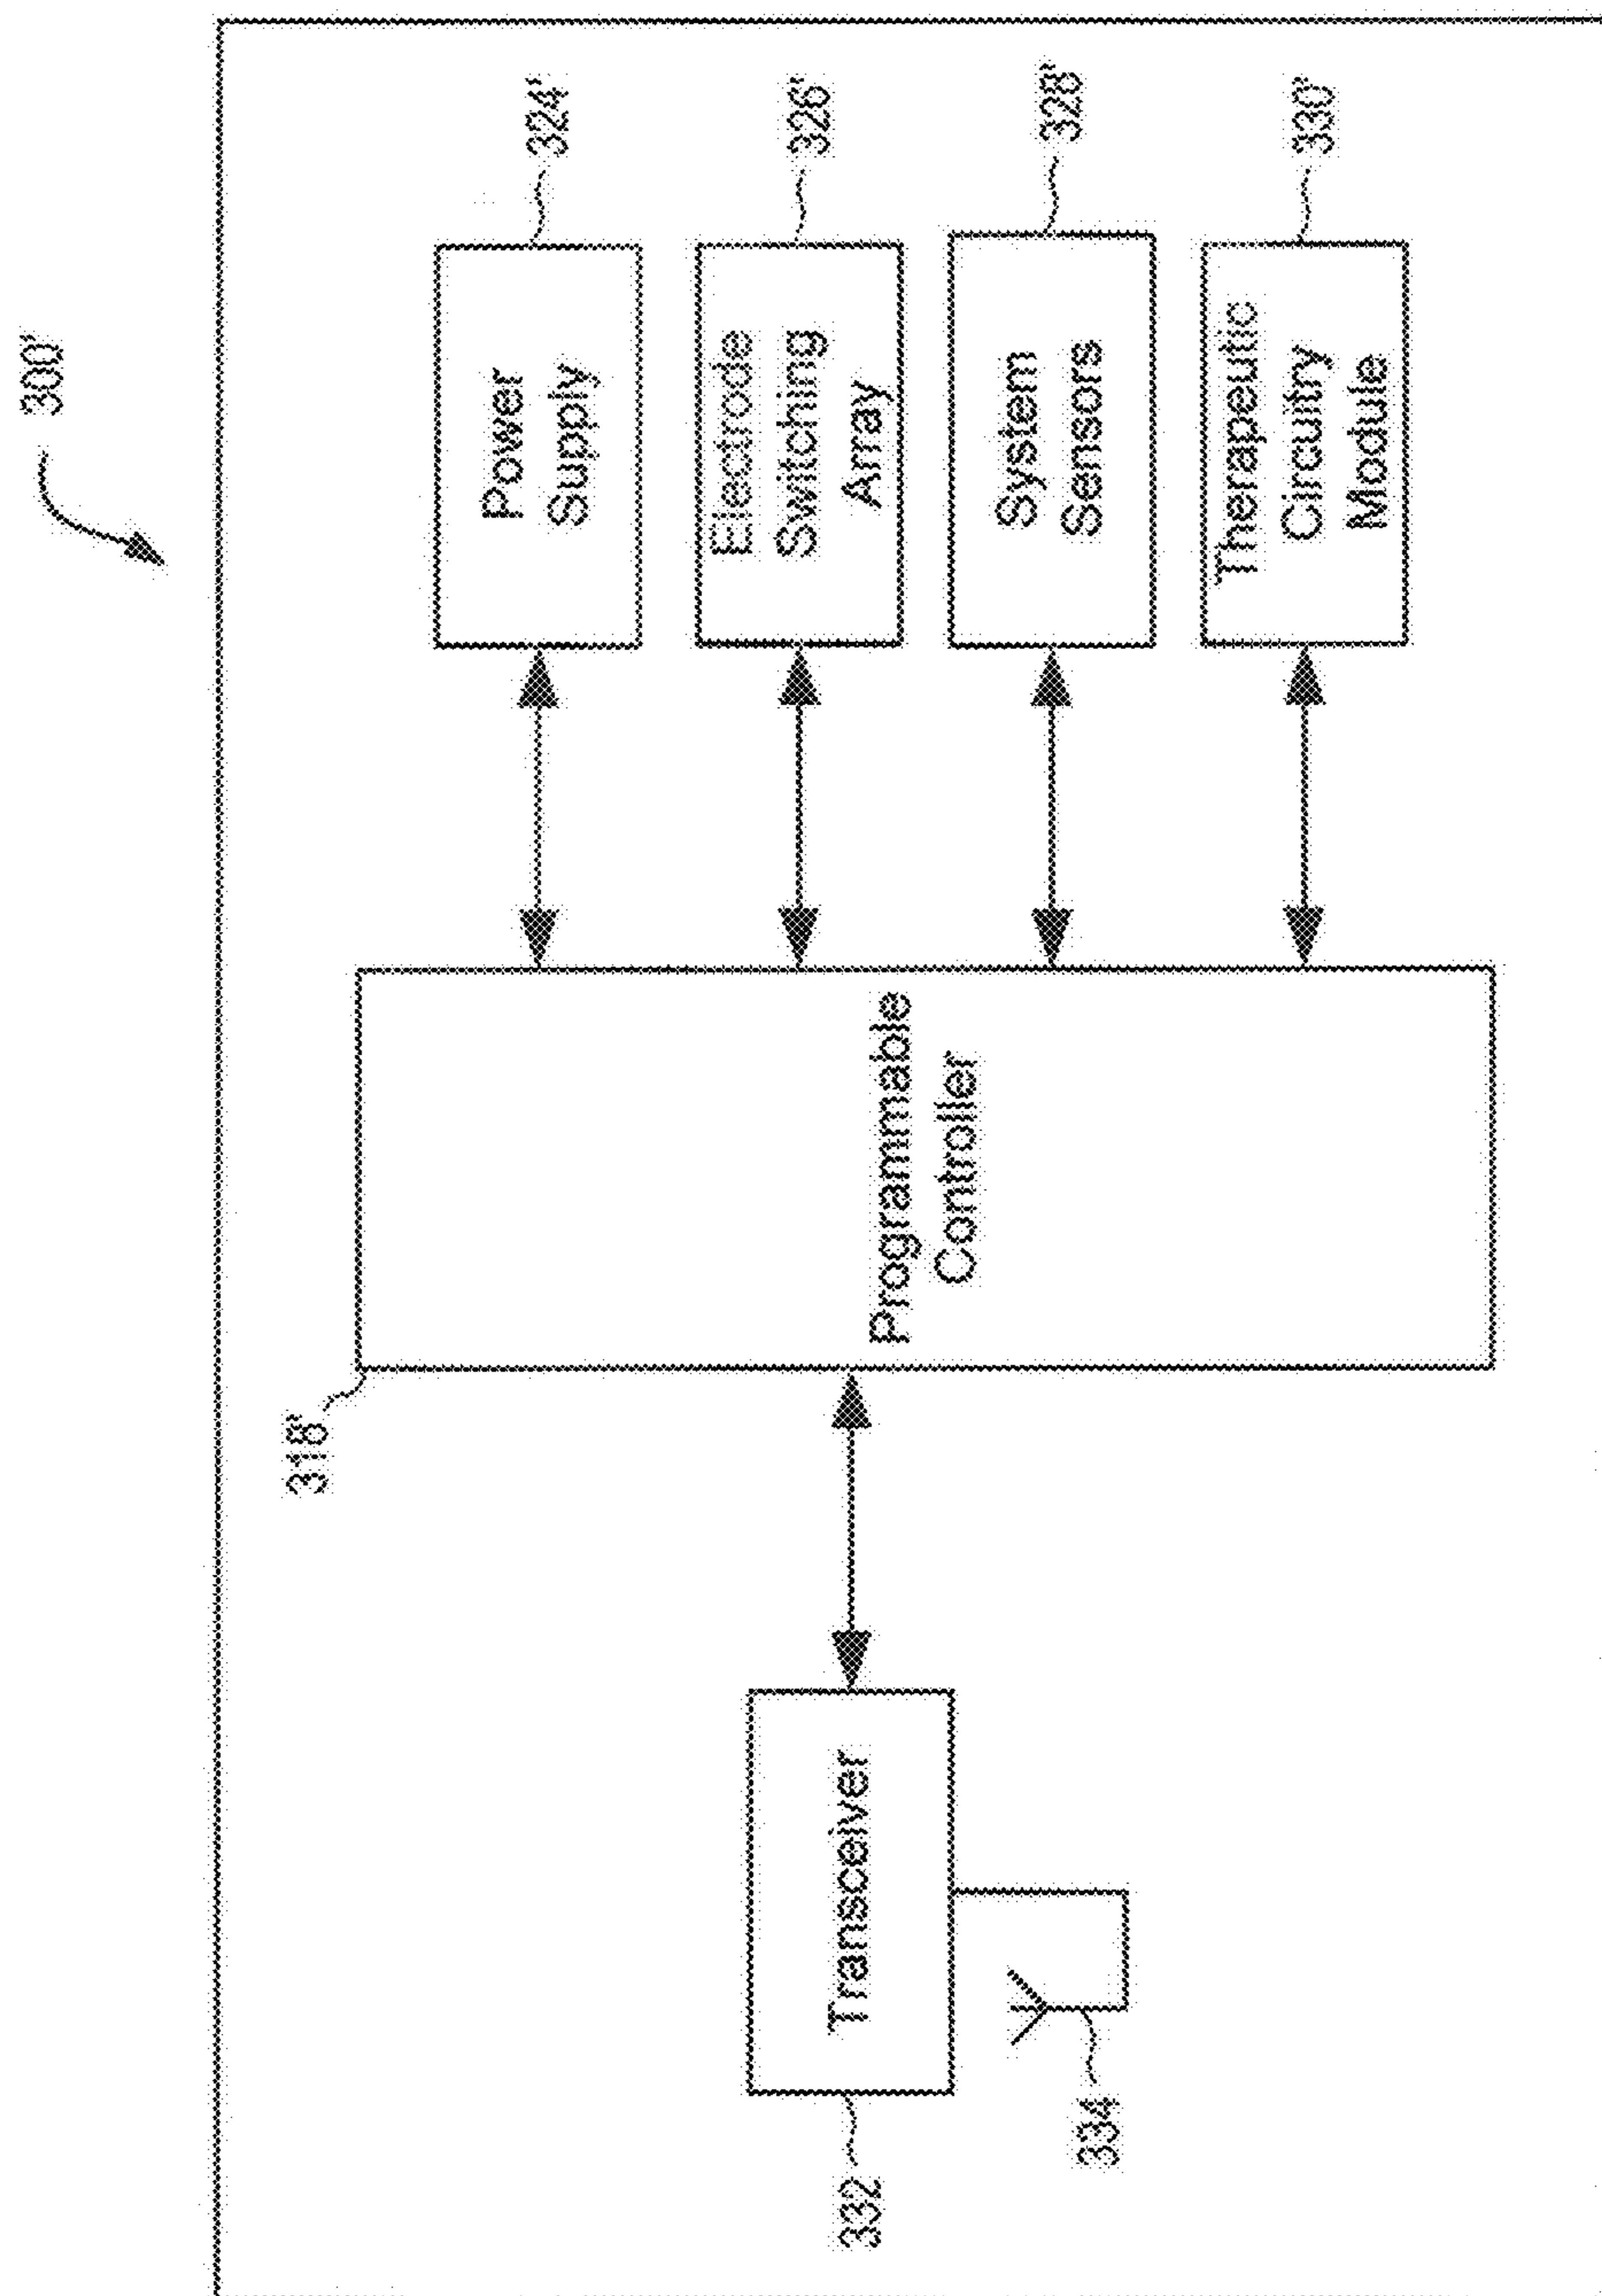 300'
318'
Power
Supply
324'
Electrode
Switching
Array
326'
332
Transceiver
Programmable
Controller
System
Sensors
328'
334
Therapeutic
Circuitry
Module
330'